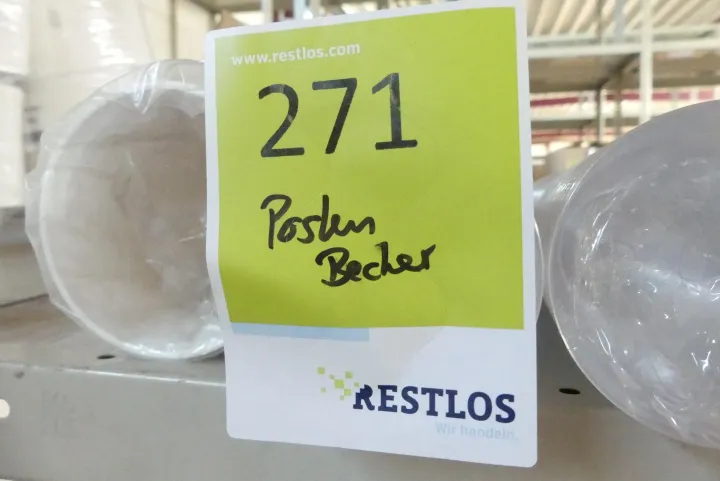 www.restlos.com
271
Posten
Becher
RESTLOS
Wir handeln.